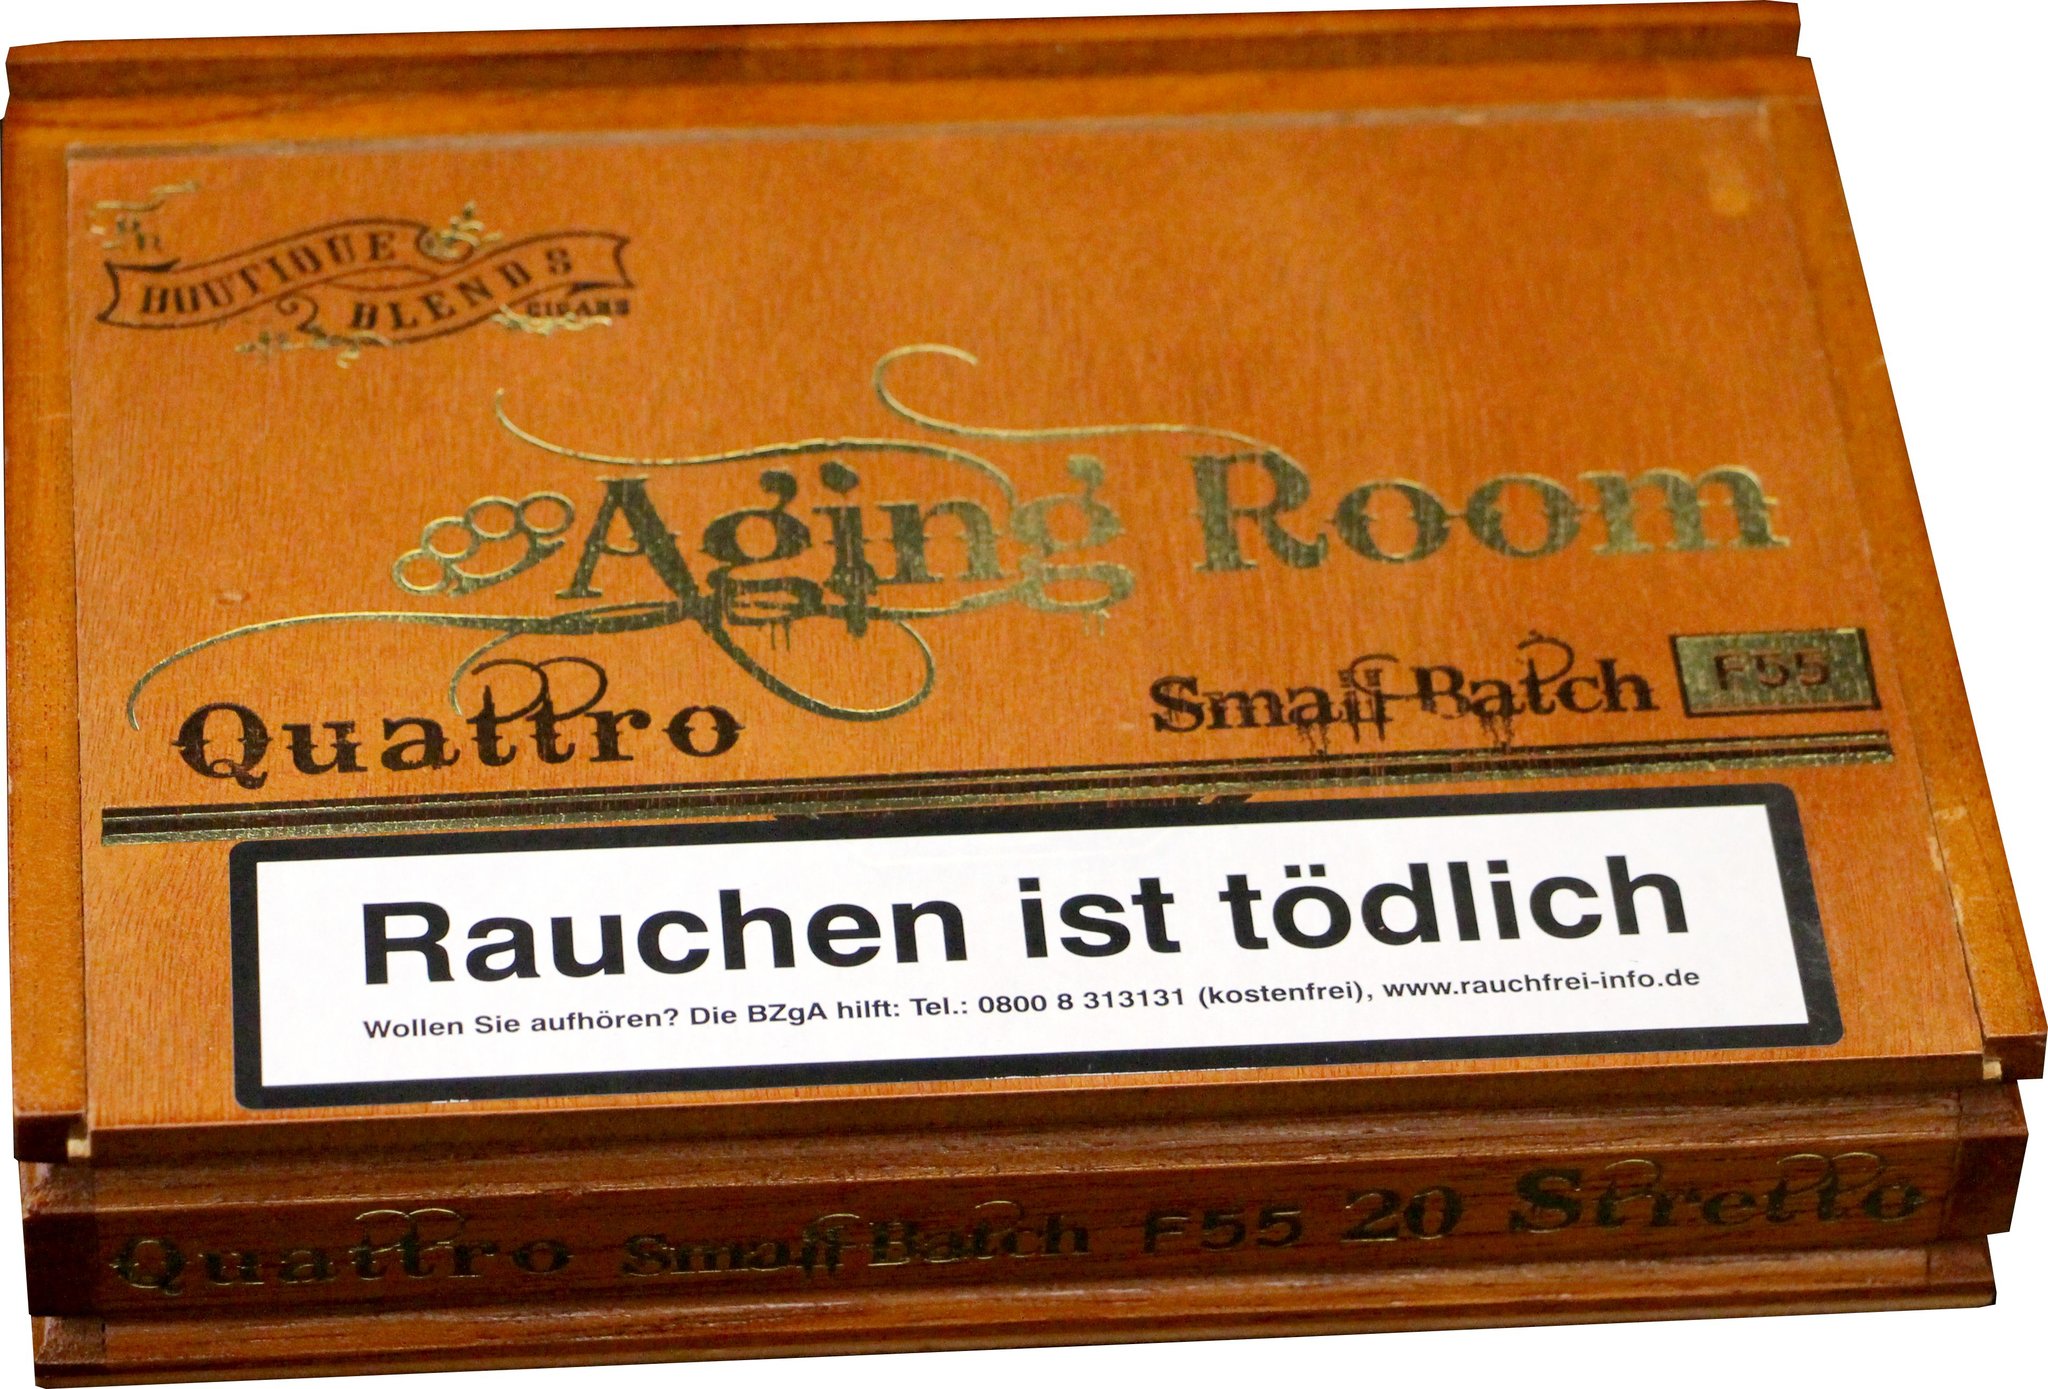 BOUTIQUE
BLENDS
CIGARS
Aging Room
Quattro
Small Batch F55
Rauchen ist tödlich
Wollen Sie aufhören? Die BZgA hilft: Tel.: 0800 8 313131 (kostenfrei), www.rauchfrei-info.de
Quattro Small Batch F55 20 Stretto